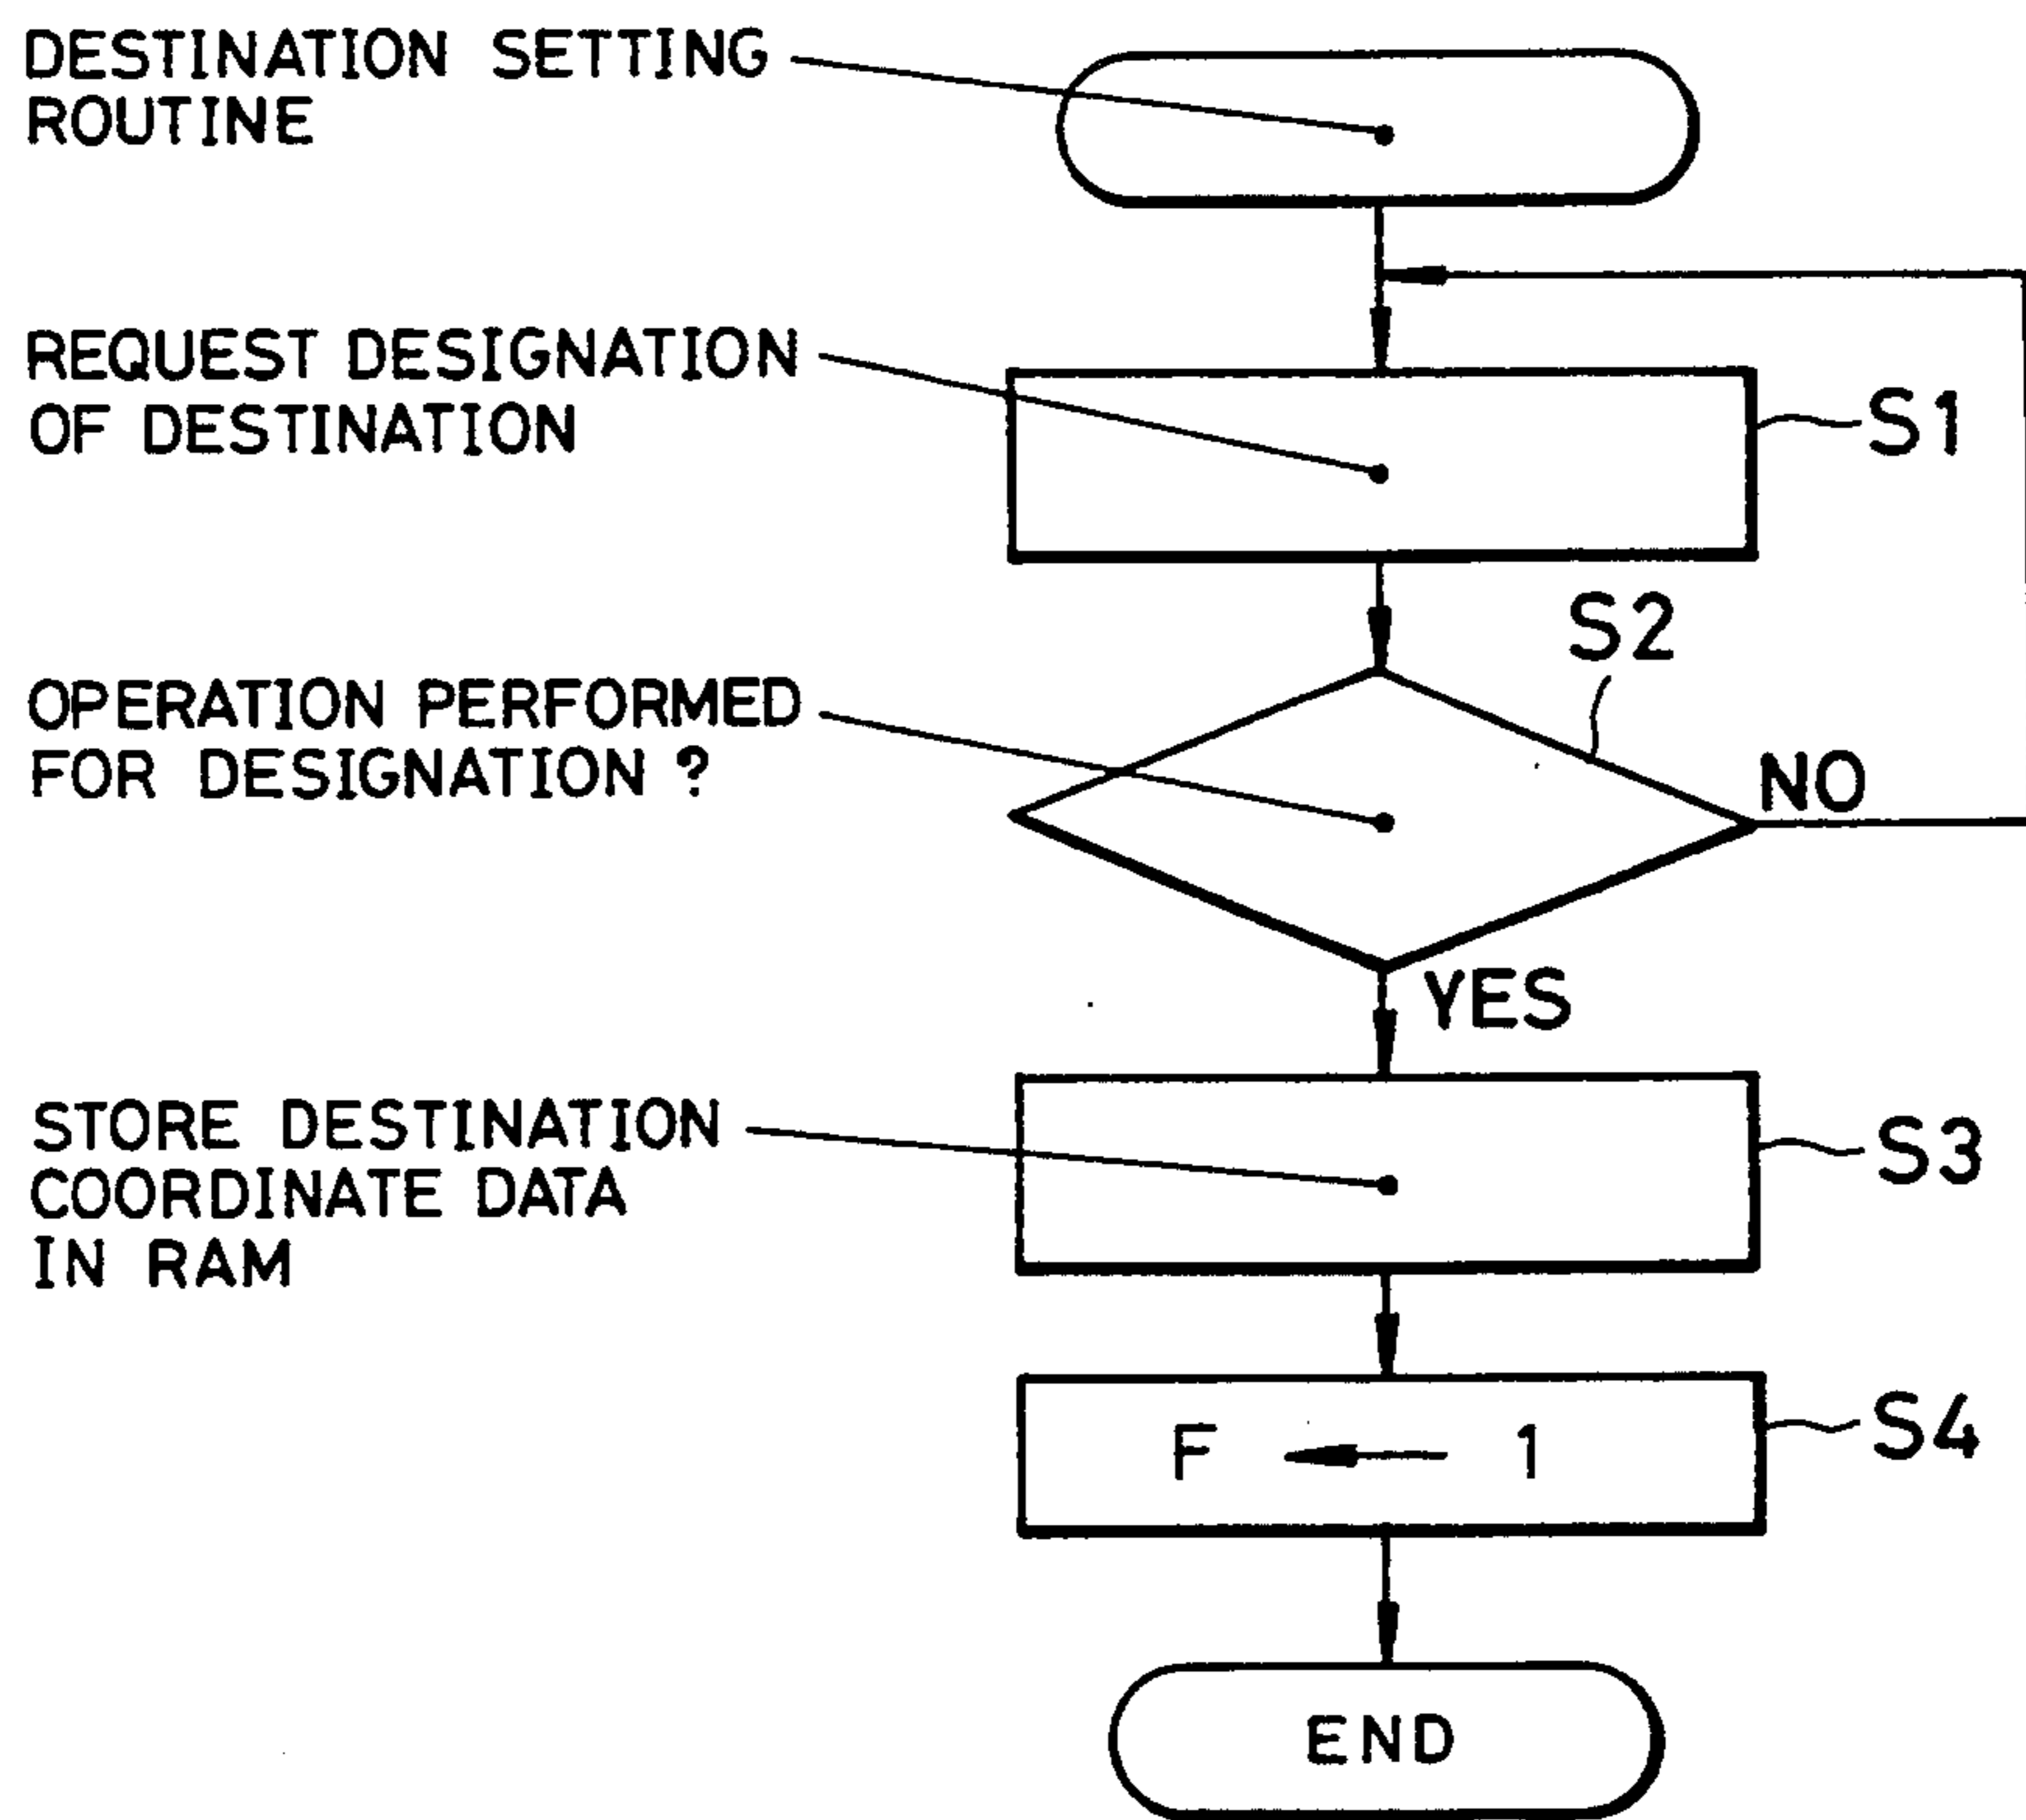 DESTINATION SETTING
ROUTINE
REQUEST DESIGNATION
OF DESTINATION
S1
S2
OPERATION PERFORMED
FOR DESIGNATION ?
NO
YES
STORE DESTINATION
COORDINATE DATA
IN RAM
S3
F ← 1
S4
END